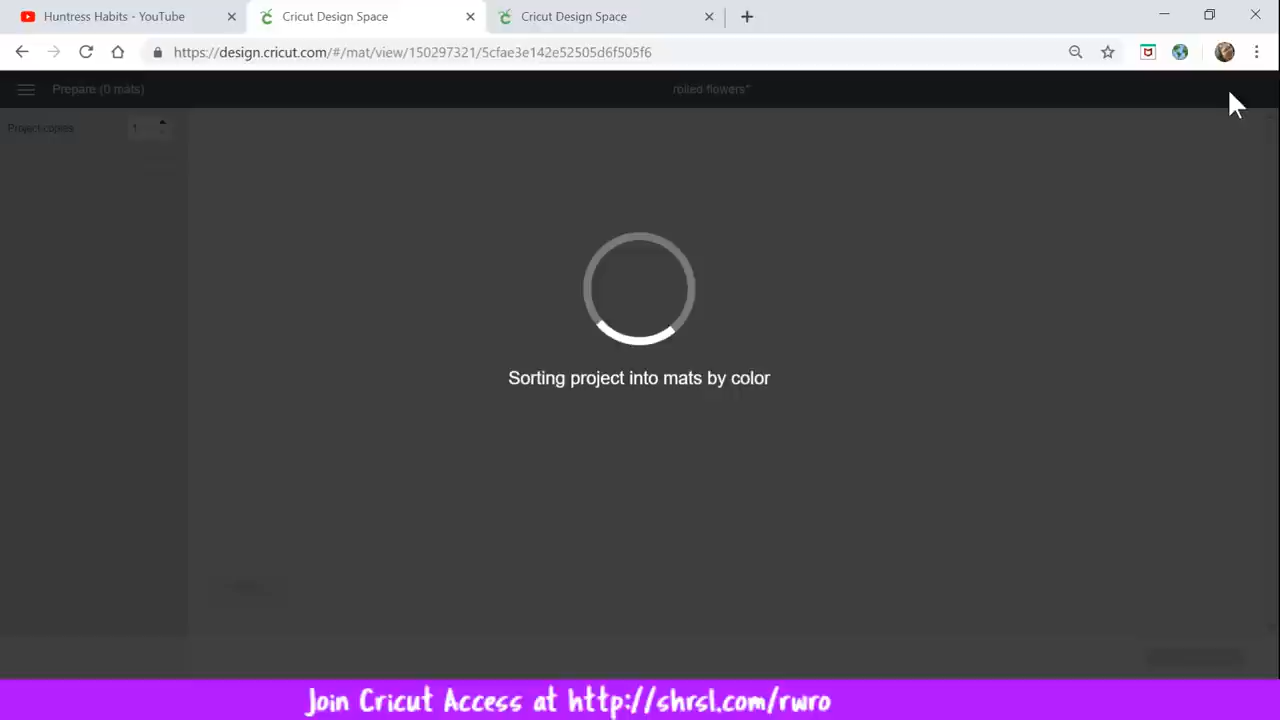 Huntress Habits - YouTube
Cricut Design Space
Cricut Design Space
https://design.cricut.com/#/mat/view/150297321/5cfae3e142e52505d6f505f6
Prepare (0 mats)
rolled flowers*
Project copies
1
Sorting project into mats by color
Join Cricut Access at http://shrsl.com/rwro